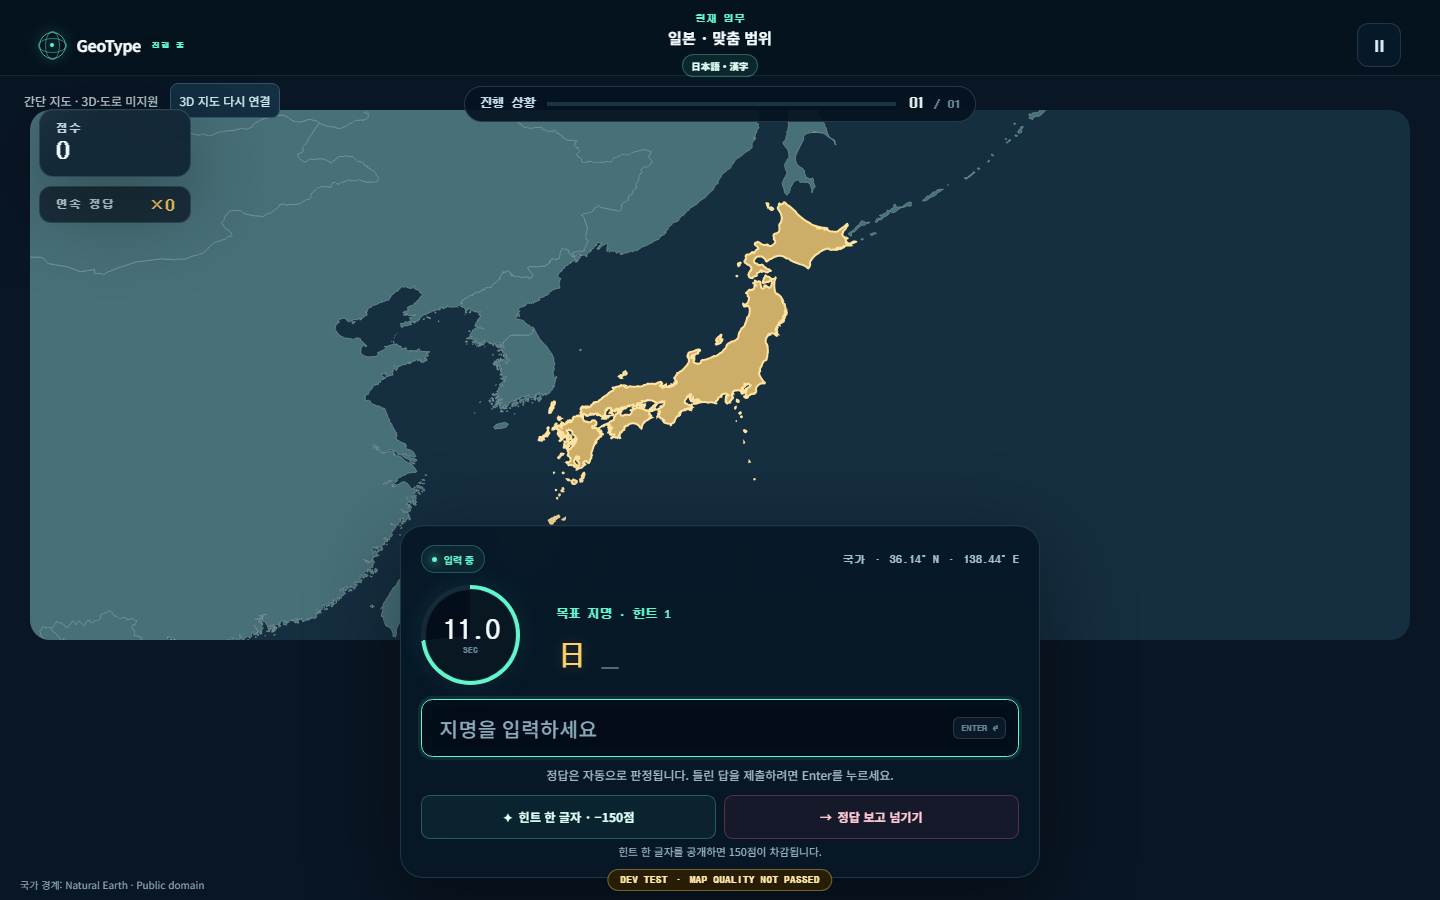 현재 임무
GeoType 진행 중
일본 · 맞춤 범위
日本語 · 漢字
간단 지도 · 3D·도로 미지원
3D 지도 다시 연결
진행 상황 01 / 01
점수
0
연속 정답 ×0
입력 중
국가 · 36.14° N · 138.44° E
11.0
SEC
목표 지명 · 힌트 1
日 _
지명을 입력하세요
ENTER ⏎
정답은 자동으로 판정됩니다. 틀린 답을 제출하려면 Enter를 누르세요.
✦ 힌트 한 글자 · −150점
→ 정답 보고 넘기기
힌트 한 글자를 공개하면 150점이 차감됩니다.
DEV TEST · MAP QUALITY NOT PASSED
국가 경계: Natural Earth · Public domain